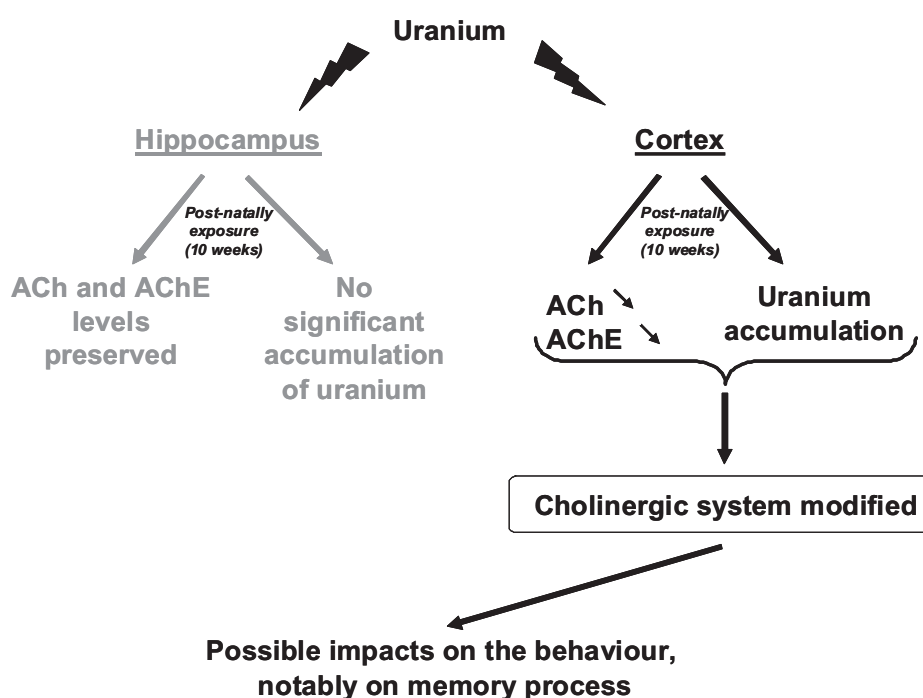 Uranium
Hippocampus
Cortex
Post-natally
exposure
(10 weeks)
Post-natally
exposure
(10 weeks)
ACh and AChE
levels
preserved
No
significant
accumulation
of uranium
ACh
AChE
Uranium
accumulation
Cholinergic system modified
Possible impacts on the behaviour,
notably on memory process